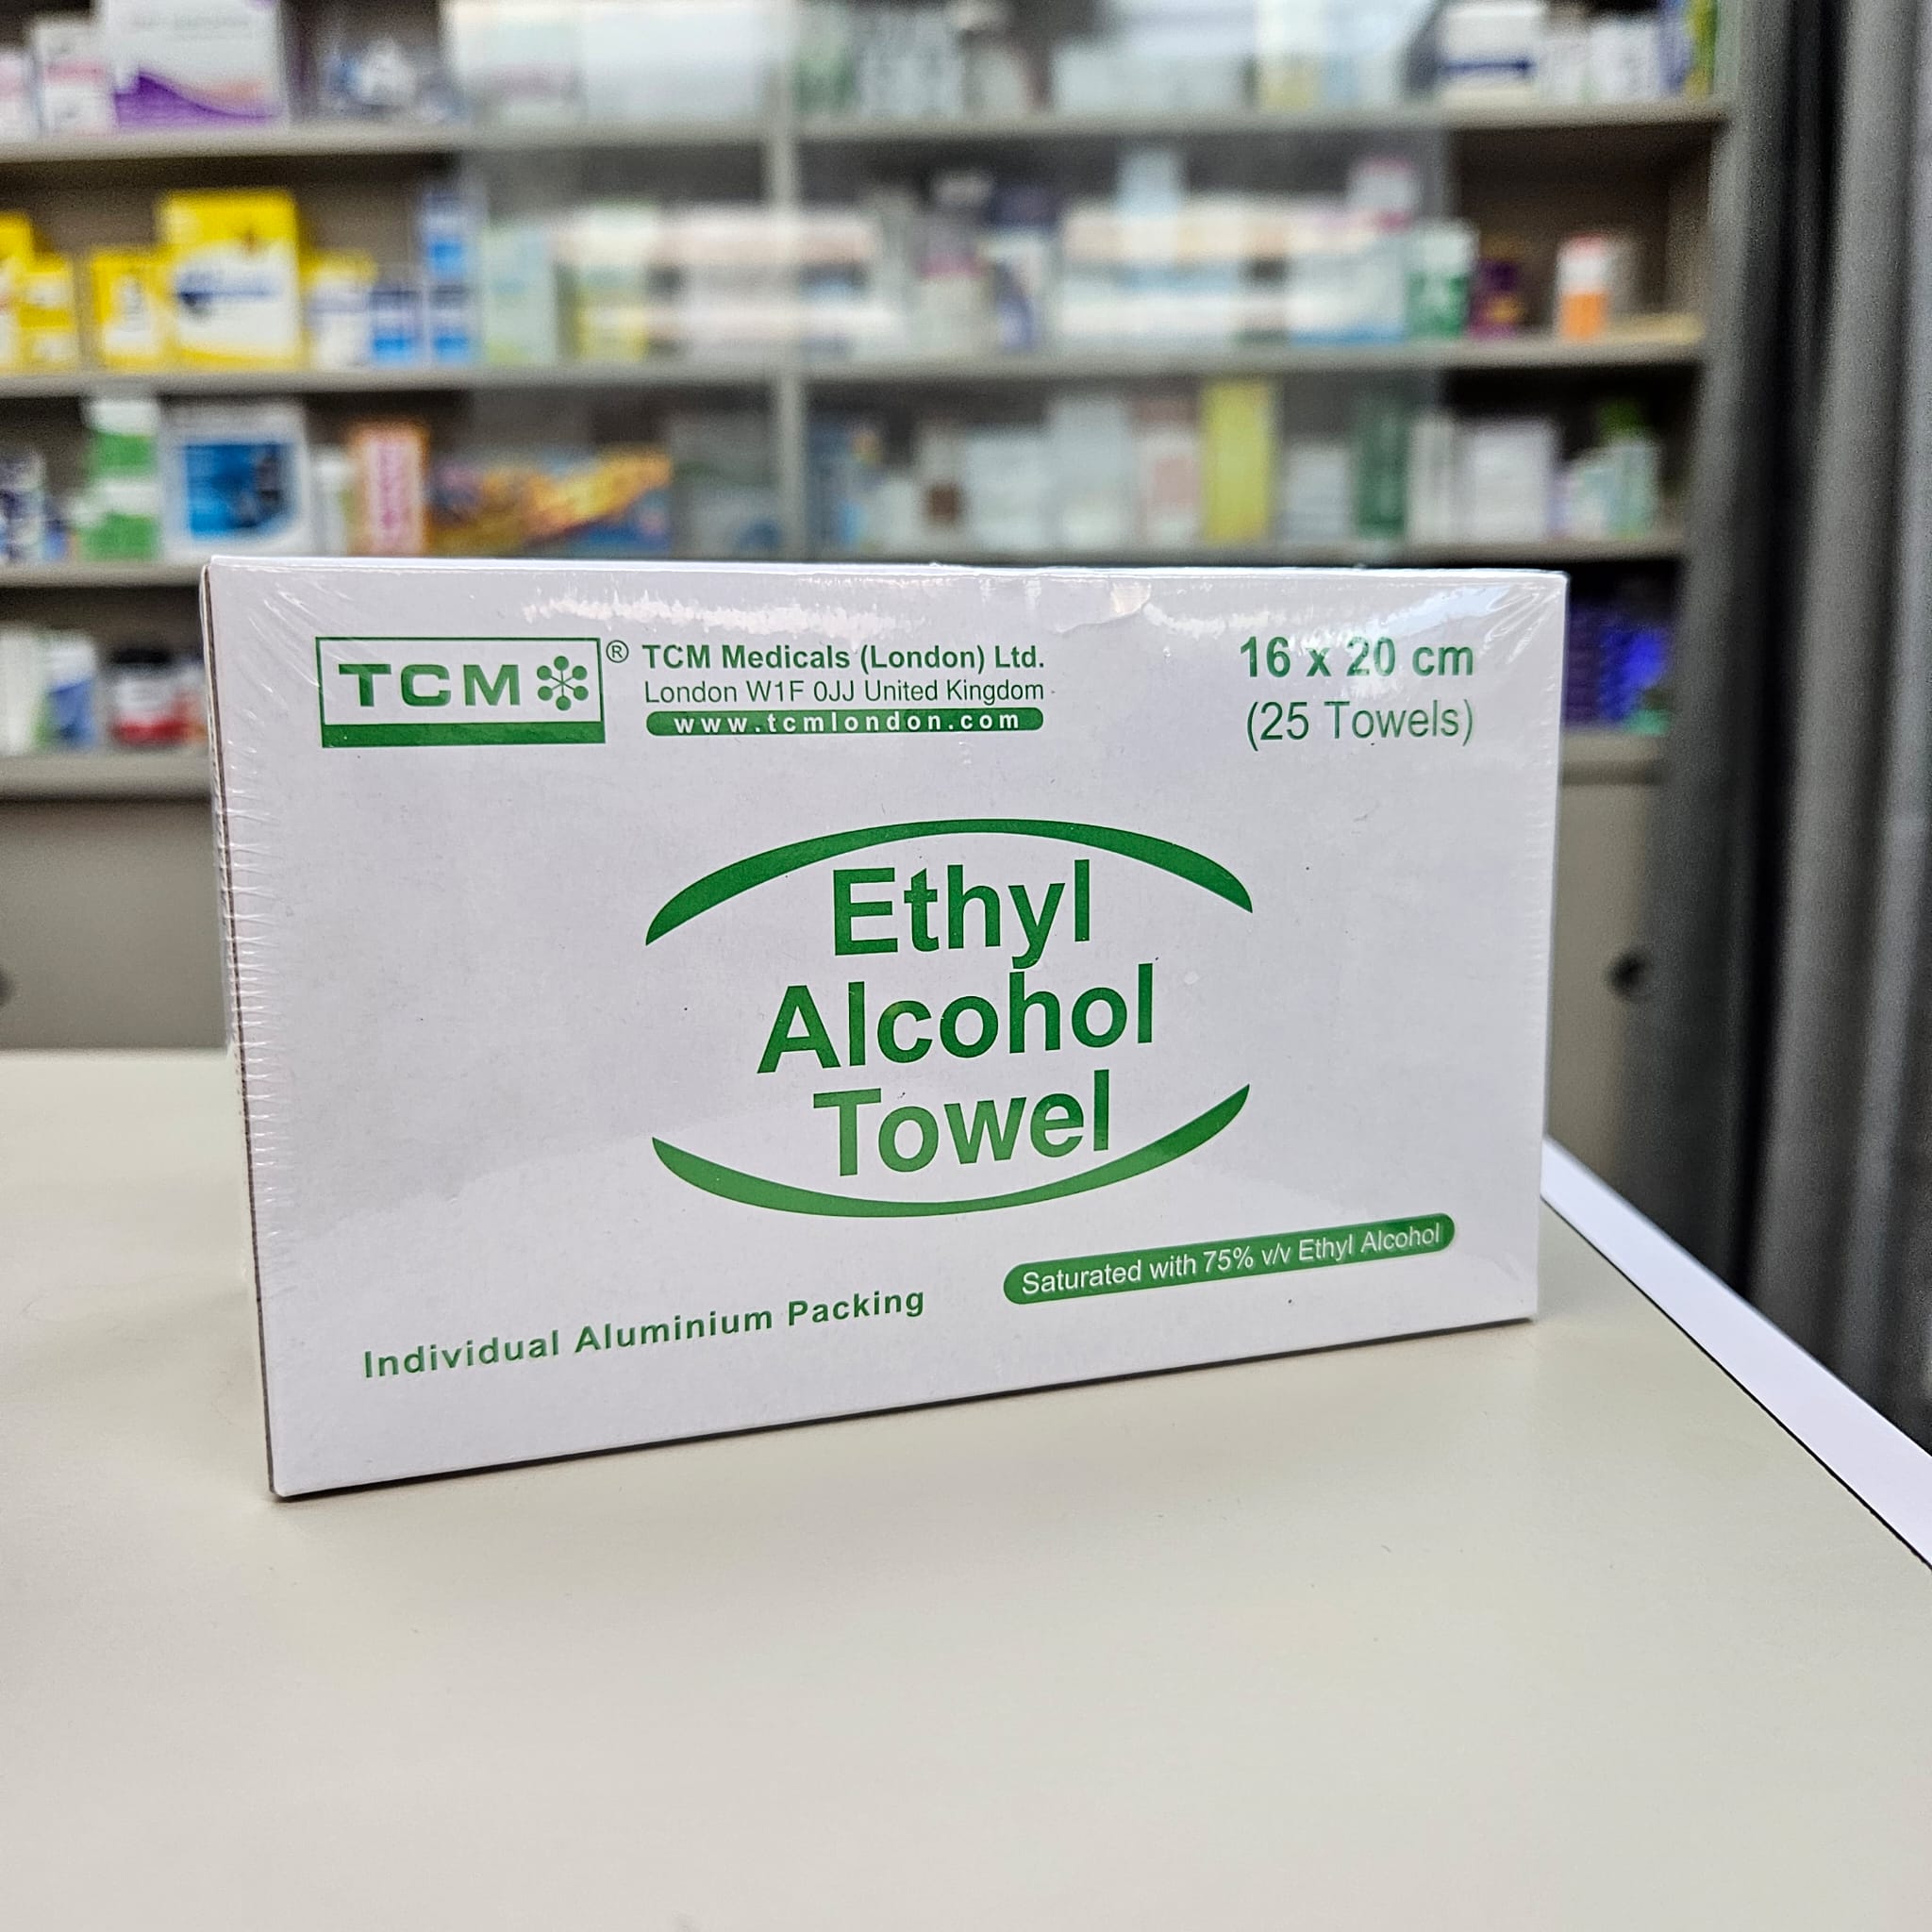 TCM
® TCM Medicals (London) Ltd.
London W1F 0JJ United Kingdom
www.tcmlondon.com
16 x 20 cm
(25 Towels)
Ethyl
Alcohol
Towel
Individual Aluminium Packing
Saturated with 75% v/v Ethyl Alcohol